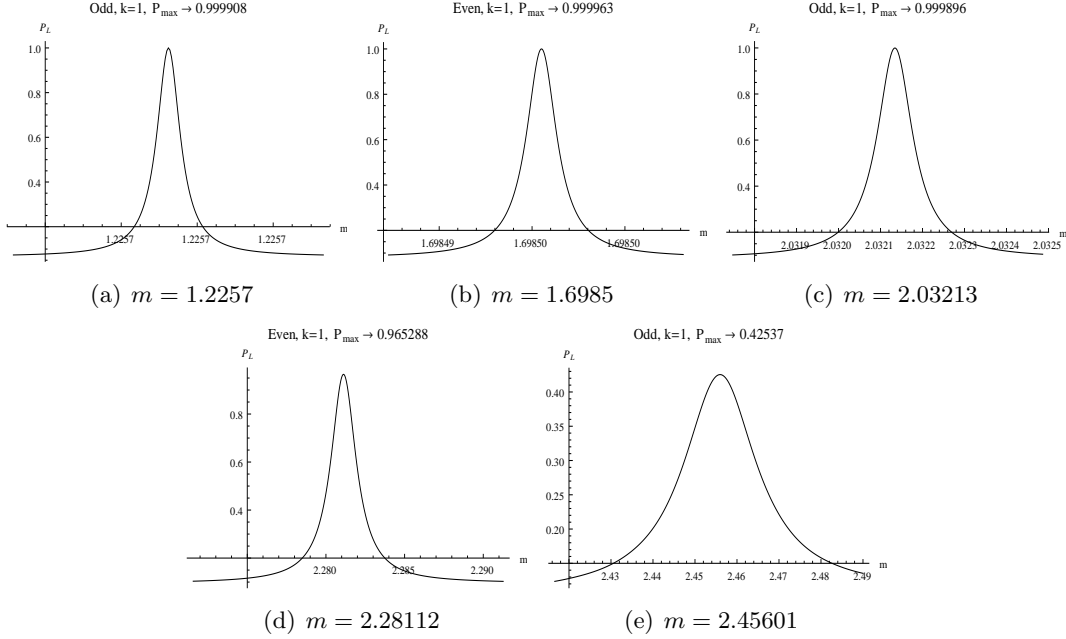 Odd, k=1, P_max → 0.999908
P_L
1.0
0.8
0.6
0.4
1.2257 1.2257 1.2257 m
(a) m = 1.2257
Even, k=1, P_max → 0.999963
P_L
1.0
0.8
0.6
0.4
1.69849 1.69850 1.69850 m
(b) m = 1.6985
Odd, k=1, P_max → 0.999896
P_L
1.0
0.8
0.6
0.4
2.0319 2.0320 2.0321 2.0322 2.0323 2.0324 2.0325 m
(c) m = 2.03213
Even, k=1, P_max → 0.965288
P_L
0.8
0.6
0.4
2.280 2.285 2.290 m
(d) m = 2.28112
Odd, k=1, P_max → 0.42537
P_L
0.40
0.35
0.30
0.25
0.20
2.43 2.44 2.45 2.46 2.47 2.48 2.49 m
(e) m = 2.45601